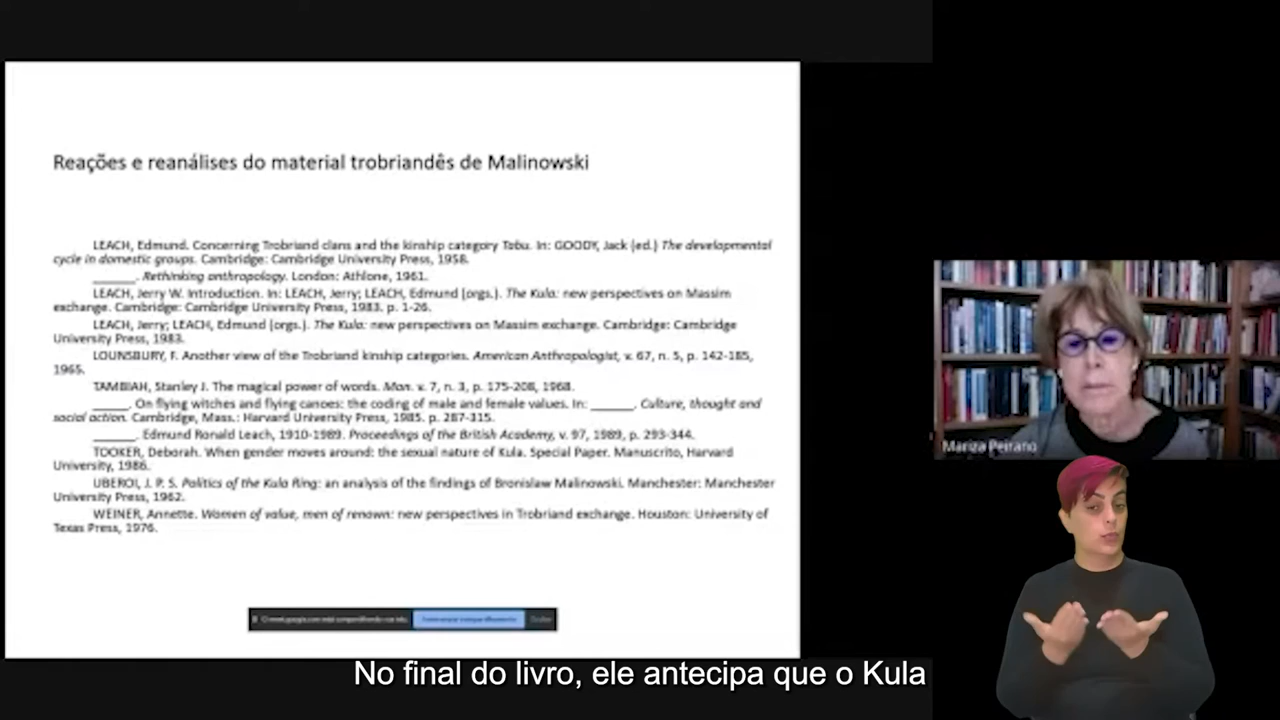 Reações e reanálises do material trobriandês de Malinowski
LEACH, Edmund. Concerning Trobriand clans and the kinship category Tabu. In: GOODY, Jack (ed.) The developmental
cycle in domestic groups. Cambridge: Cambridge University Press, 1958.
______. Rethinking anthropology. London: Athlone, 1961.
LEACH, Jerry W. Introduction. In: LEACH, Jerry; LEACH, Edmund (orgs.). The Kula: new perspectives on Massim
exchange. Cambridge: Cambridge University Press, 1983. p. 1-26.
LEACH, Jerry; LEACH, Edmund (orgs.). The Kula: new perspectives on Massim exchange. Cambridge: Cambridge
University Press, 1983.
LOUNSBURY, F. Another view of the Trobriand kinship categories. American Anthropologist, v. 67, n. 5, p. 142-185,
1965.
TAMBIAH, Stanley J. The magical power of words. Man. v. 7, n. 3, p. 175-208, 1968.
______. On flying witches and flying canoes: the coding of male and female values. In: ______. Culture, thought and
social action. Cambridge, Mass.: Harvard University Press, 1985. p. 287-315.
______. Edmund Ronald Leach, 1910-1989. Proceedings of the British Academy, v. 97, 1989, p. 293-344.
TOOKER, Deborah. When gender moves around: the sexual nature of Kula. Special Paper. Manuscrito, Harvard
University, 1986.
UBEROI, J. P. S. Politics of the Kula Ring: an analysis of the findings of Bronislaw Malinowski. Manchester: Manchester
University Press, 1962.
WEINER, Annette. Women of value, men of renown: new perspectives in Trobriand exchange. Houston: University of
Texas Press, 1976.
Mariza Peirano
No final do livro, ele antecipa que o Kula